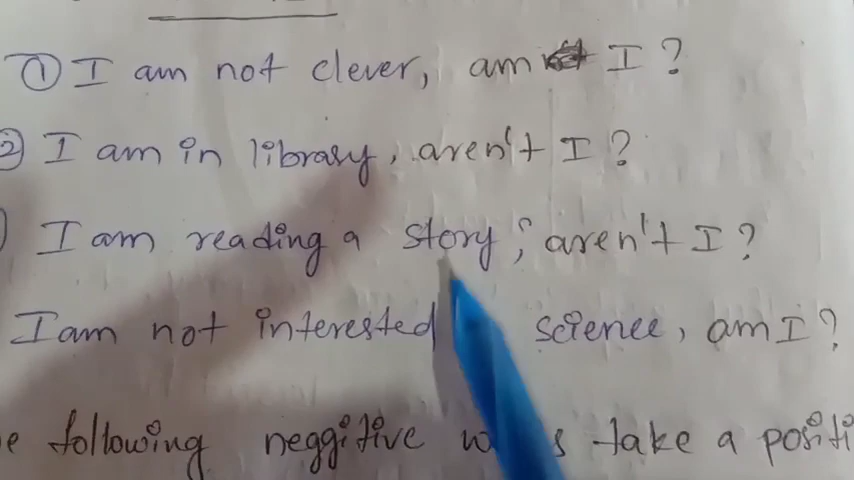 ① I am not clever, am I?
② I am in library, aren't I?
I am reading a story, aren't I?
I am not interested science, am I?
following neggitive take a positi